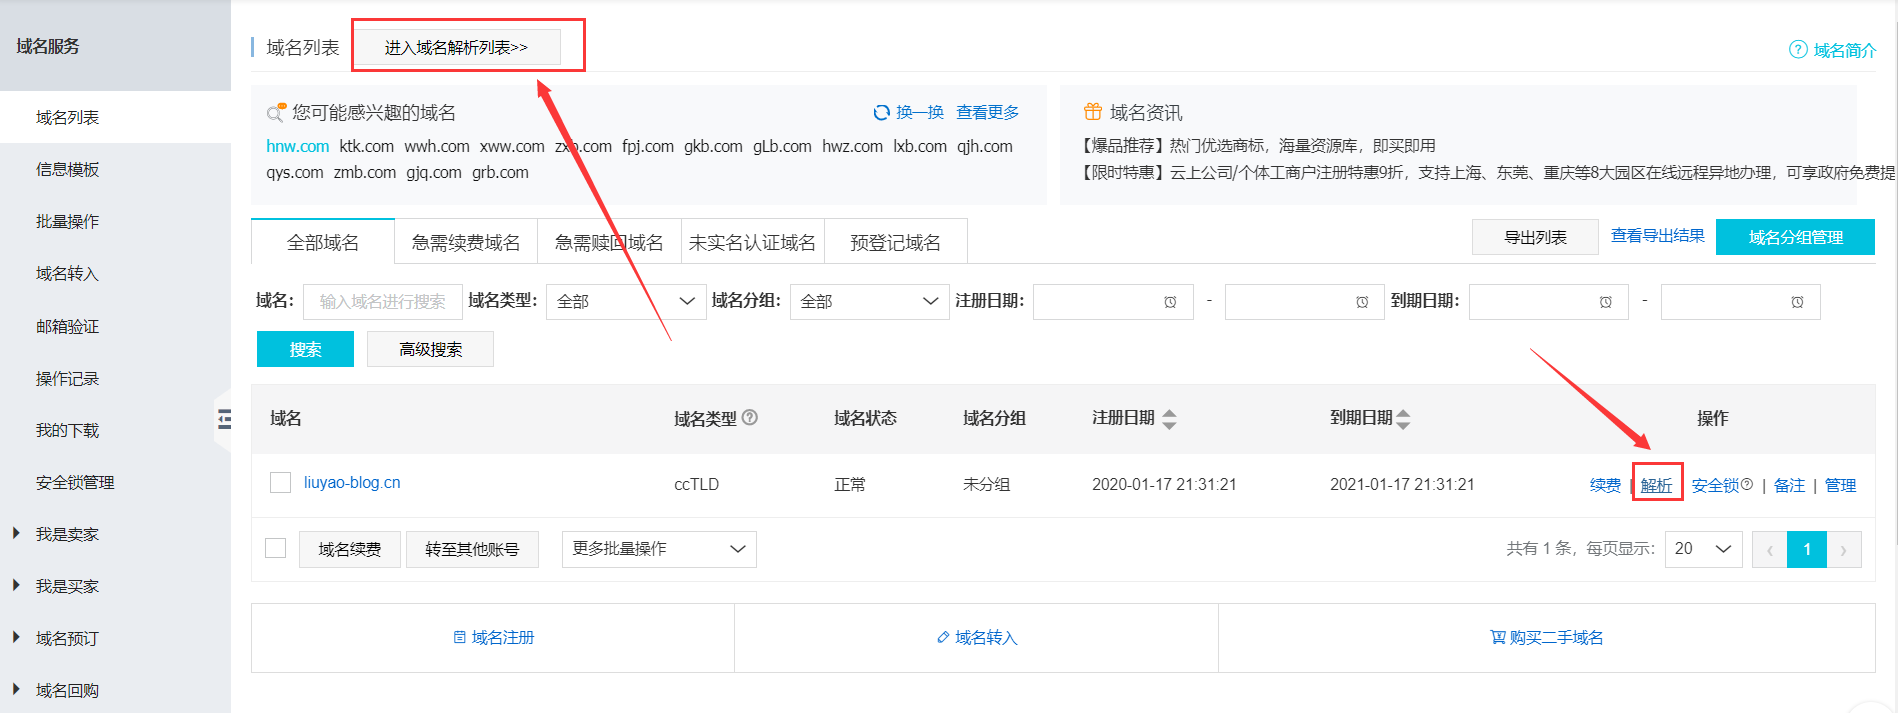 域名服务
域名列表
信息模板
批量操作
域名转入
邮箱验证
操作记录
我的下载
安全锁管理
我是卖家
我是买家
域名预订
域名回购
域名列表 进入域名解析列表>> 域名简介
您可能感兴趣的域名 换一换 查看更多
hnw.com ktk.com wwh.com xww.com fpj.com gkb.com gLb.com hwz.com lxb.com qjh.com
qys.com zmb.com gjq.com grb.com
域名资讯
【爆品推荐】热门优选商标，海量资源库，即买即用
【限时特惠】云上公司/个体工商户注册特惠9折，支持上海、东莞、重庆等8大园区在线远程异地办理，可享政府免费提
全部域名 急需续费域名 急需赎回域名 未实名认证域名 预登记域名 导出列表 查看导出结果 域名分组管理
域名： 输入域名进行搜索 域名类型： 全部 域名分组： 全部 注册日期： - 到期日期： -
搜索 高级搜索
域名 域名类型 域名状态 域名分组 注册日期 到期日期 操作
liuyao-blog.cn ccTLD 正常 未分组 2020-01-17 21:31:21 2021-01-17 21:31:21 续费 | 解析 安全锁 | 备注 | 管理
域名续费 转至其他账号 更多批量操作 共有 1 条，每页显示： 20 ‹ 1 ›
域名注册 域名转入 购买二手域名